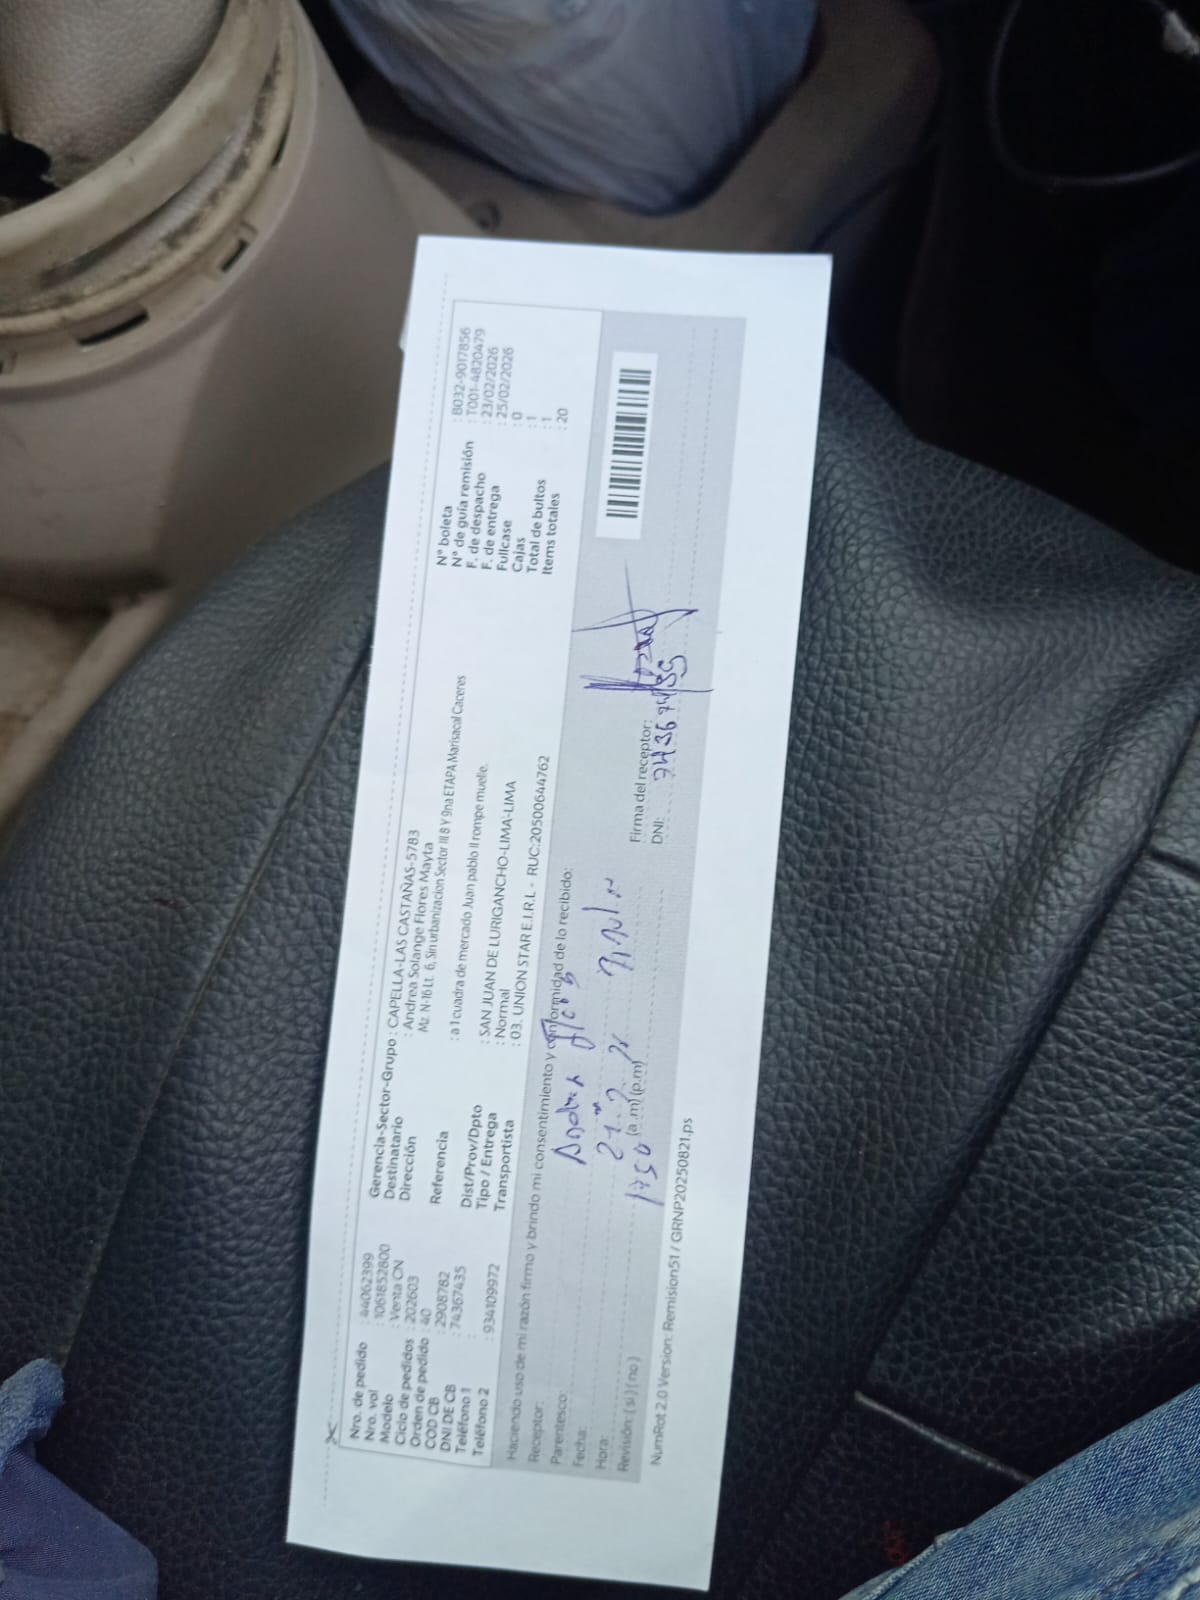 Nro. de pedido : 44062399
Nro. vol : 1061852800
Modelo : Venta CN
Ciclo de pedidos : 202603
Orden de pedido : 40
COD CB : 2908782
DNI DE CB : 74367435
Teléfono 1 :
Teléfono 2 : 934109972
Gerencia-Sector-Grupo : CAPELLA-LAS CASTAÑAS-5783
Destinatario : Andrea Solange Flores Mayta
Dirección Mz. N-16 Lt. 6, Sin urbanizacion Sector III 8 Y 9na ETAPA Marisacal Caceres
Referencia : a 1 cuadra de mercado Juan pablo II rompe muelle.
Dist/Prov/Dpto : SAN JUAN DE LURIGANCHO-LIMA-LIMA
Tipo / Entrega : Normal
Transportista : 03. UNION STAR E.I.R.L - RUC:20500644762
N° boleta : B032-9017856
N° de guía remisión : T001-4820479
F. de despacho : 23/02/2026
F. de entrega : 25/02/2026
Fullcase : 0
Cajas : 1
Total de bultos : 1
Items totales : 20
Haciendo uso de mi razón firmo y brindo mi consentimiento y conformidad de lo recibido:
Receptor:
Parentesco:
Fecha:
Hora: (a .m) (p.m)
Revisión: ( si ) ( no )
Firma del receptor:
DNI:
NumRot 2.0 Version: Remision51 / GRNP20250821.ps